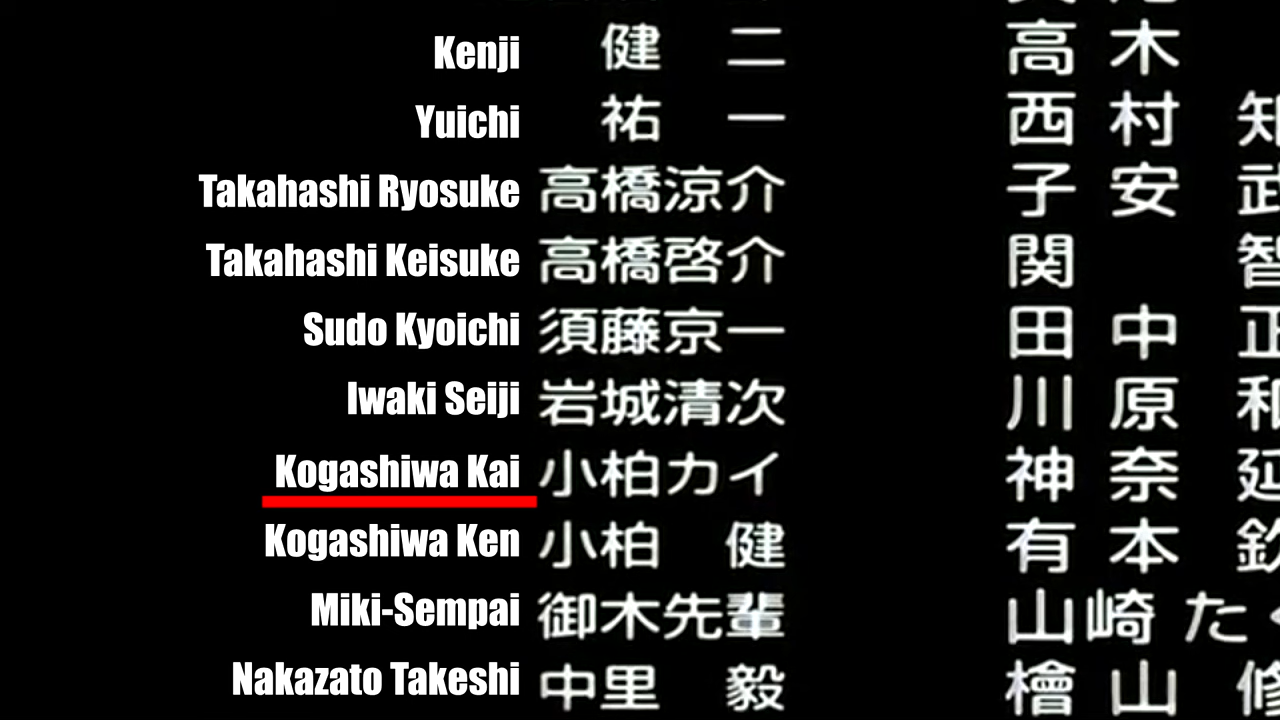 Kenji 健二 高木
Yuichi 祐一 西村
Takahashi Ryosuke 高橋涼介 子安
Takahashi Keisuke 高橋啓介 関
Sudo Kyoichi 須藤京一 田中
Iwaki Seiji 岩城清次 川原
Kogashiwa Kai 小柏カイ 神奈
Kogashiwa Ken 小柏健 有本
Miki-Sempai 御木先輩 山崎た
Nakazato Takeshi 中里毅 檜山